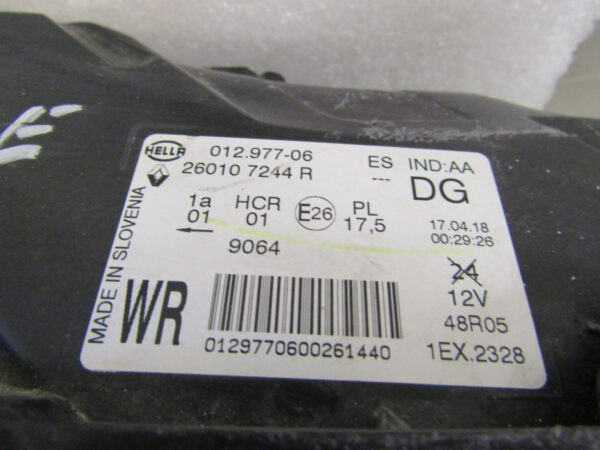 HELLA 012.977-06 ES IND:AA
26010 7244 R --- DG
1a HCR E26 PL 17.04.18
01 01 17,5 00:29:26
← 9064
24
12V
MADE IN SLOVENIA
WR 48R05
0129770600261440 1EX.2328